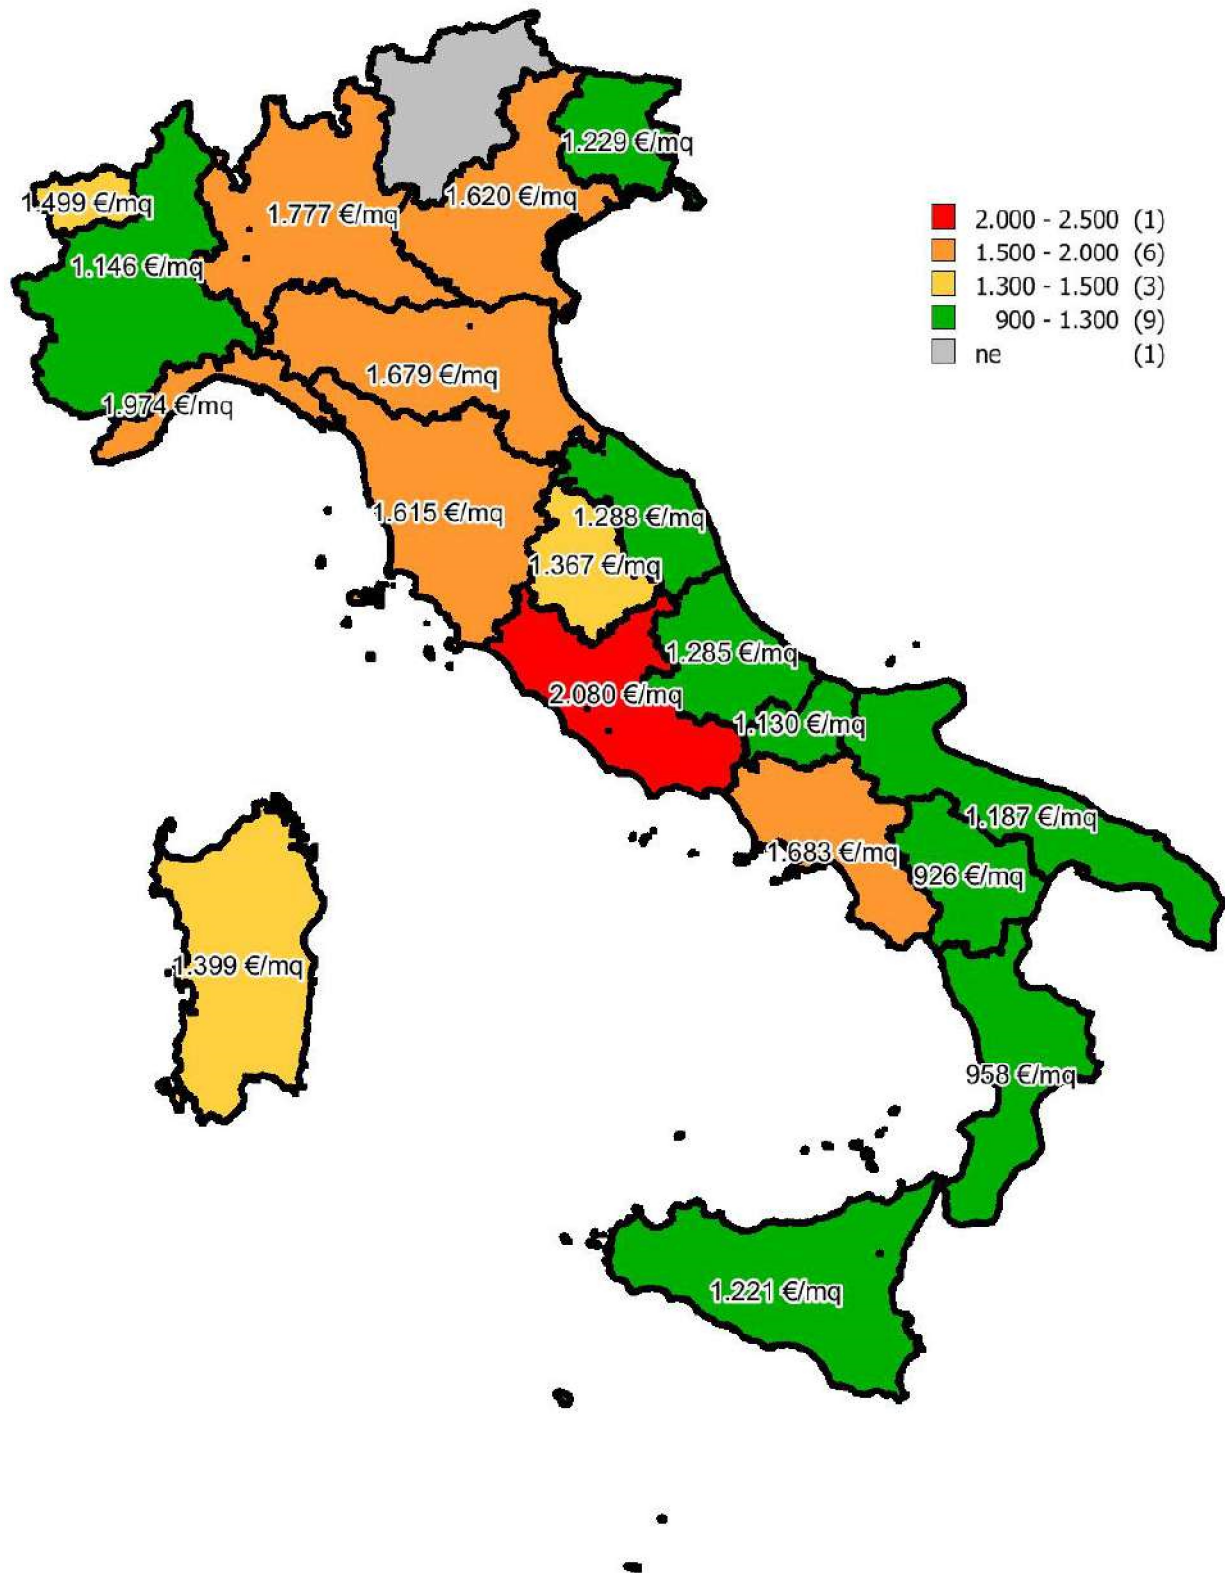 1.229 €/mq
1.499 €/mq
1.777 €/mq
1.620 €/mq
1.146 €/mq
2.000 - 2.500 (1)
1.500 - 2.000 (6)
1.300 - 1.500 (3)
900 - 1.300 (9)
ne (1)
1.679 €/mq
1.974 €/mq
1.615 €/mq
1.288 €/mq
1.367 €/mq
1.285 €/mq
2.080 €/mq
1.130 €/mq
1.187 €/mq
1.683 €/mq
926 €/mq
1.399 €/mq
958 €/mq
1.221 €/mq